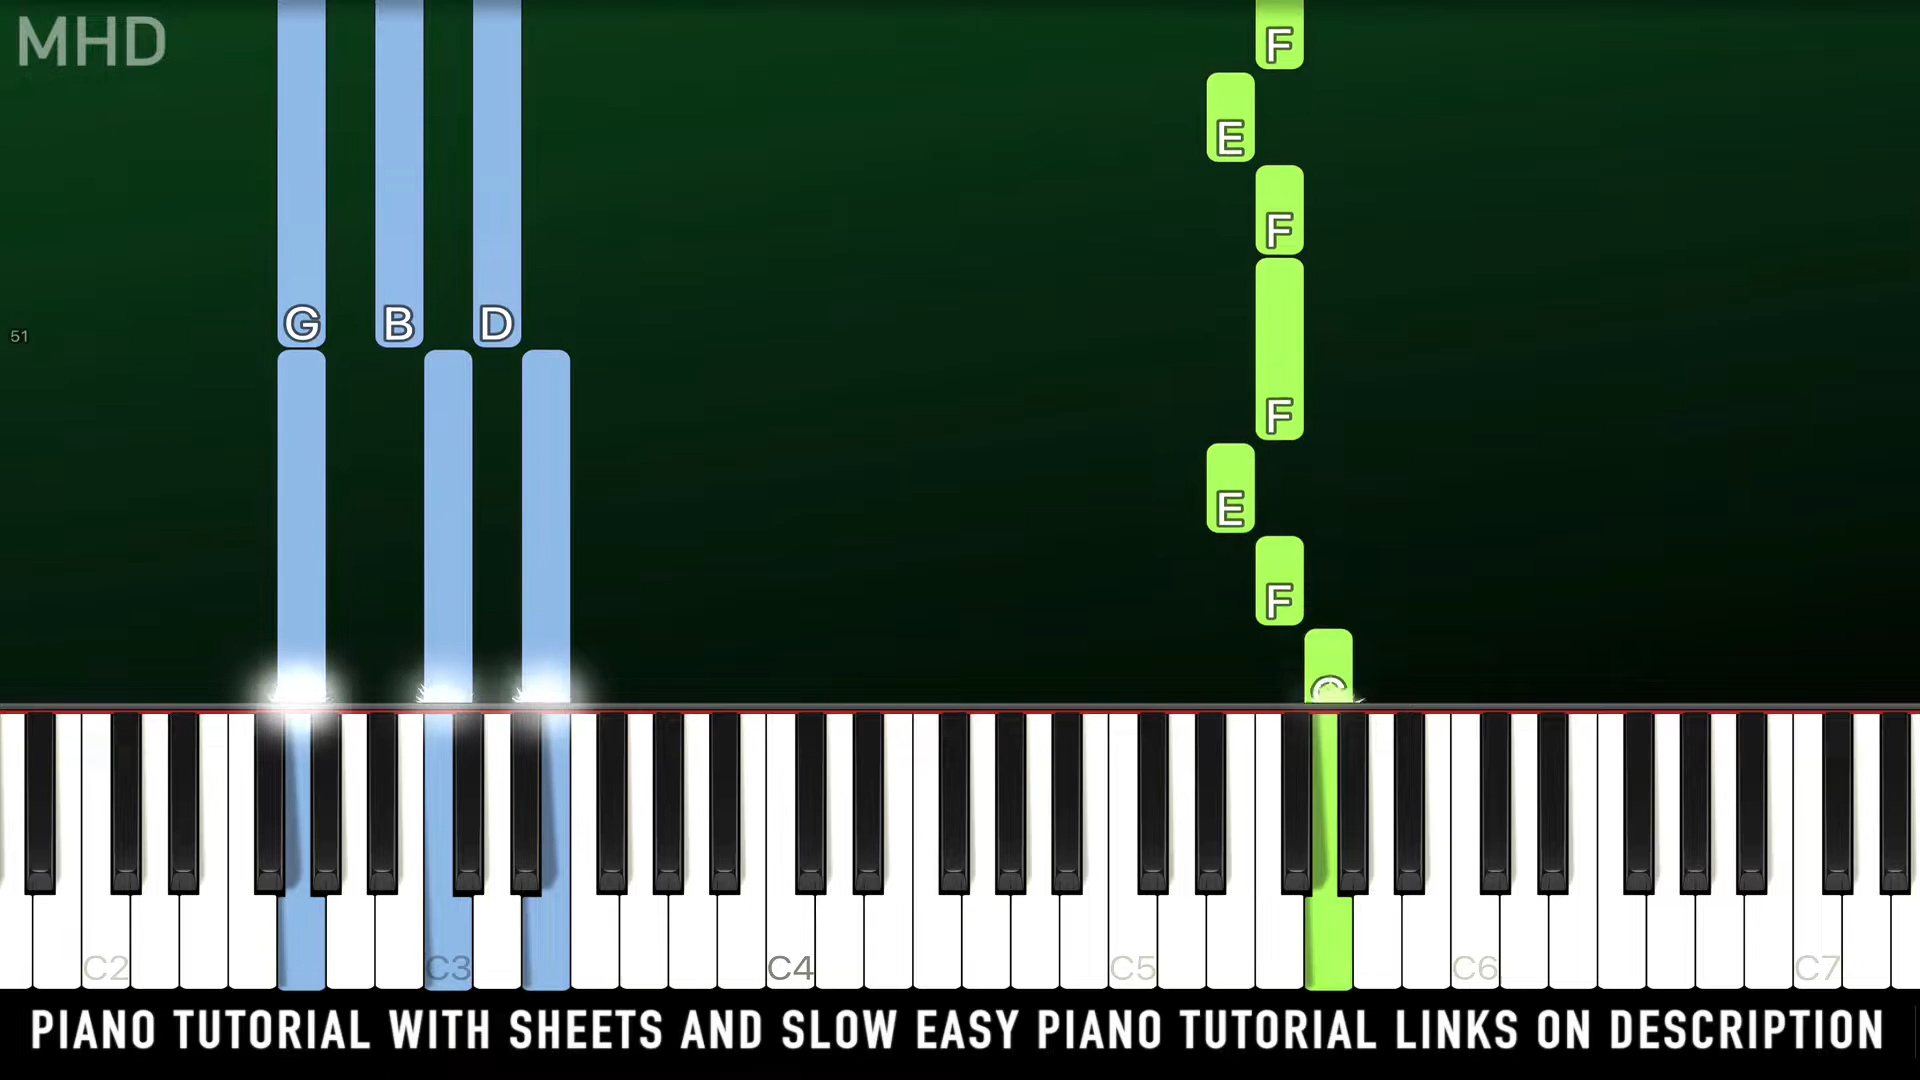 MHD
F
E
F
G B D
51
F
E
F
C2 C3 C4 C5 C6 C7
PIANO TUTORIAL WITH SHEETS AND SLOW EASY PIANO TUTORIAL LINKS ON DESCRIPTION